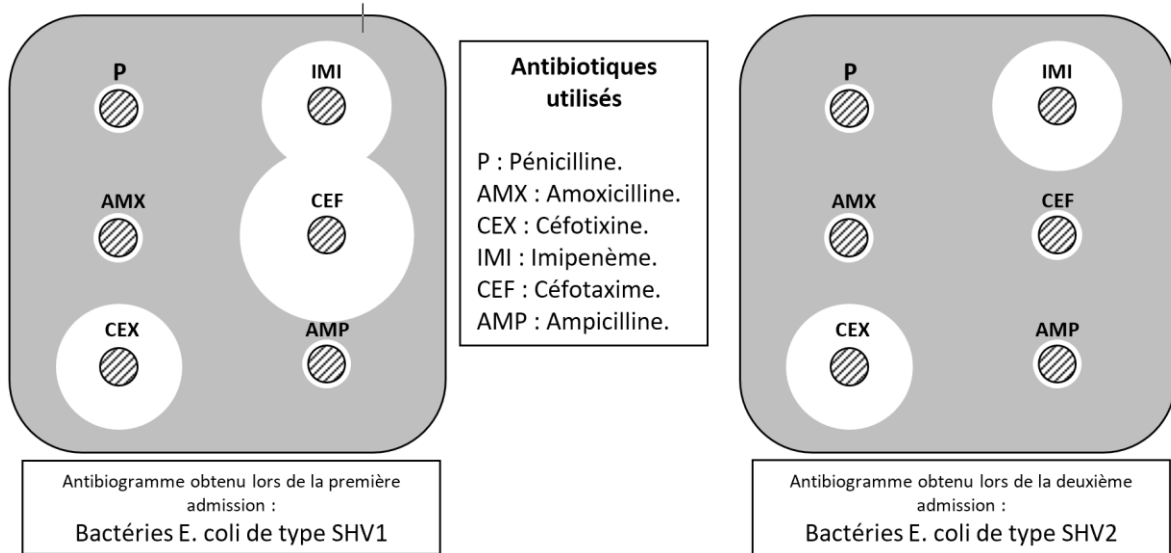 P
IMI
AMX
CEF
CEX
AMP
Antibiogramme obtenu lors de la première
admission :
Bactéries E. coli de type SHV1
Antibiotiques
utilisés
P : Pénicilline.
AMX : Amoxicilline.
CEX : Céfotixine.
IMI : Imipenème.
CEF : Céfotaxime.
AMP : Ampicilline.
P
IMI
AMX
CEF
CEX
AMP
Antibiogramme obtenu lors de la deuxième
admission :
Bactéries E. coli de type SHV2